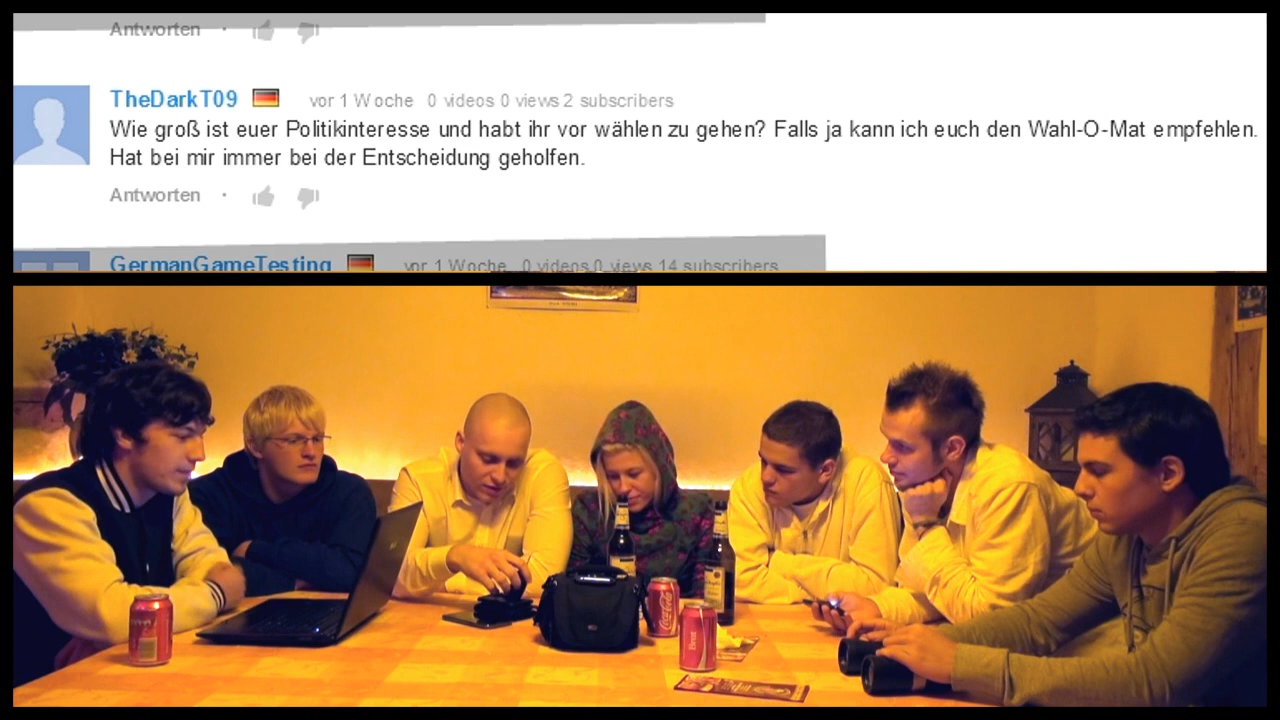 Antworten ·
TheDarkT09 vor 1 Woche 0 videos 0 views 2 subscribers
Wie groß ist euer Politikinteresse und habt ihr vor wählen zu gehen? Falls ja kann ich euch den Wahl-O-Mat empfehlen.
Hat bei mir immer bei der Entscheidung geholfen.
Antworten ·
GermanGameTesting vor 1 Woche 0 videos 0 views 14 subscribers
Coca-Cola